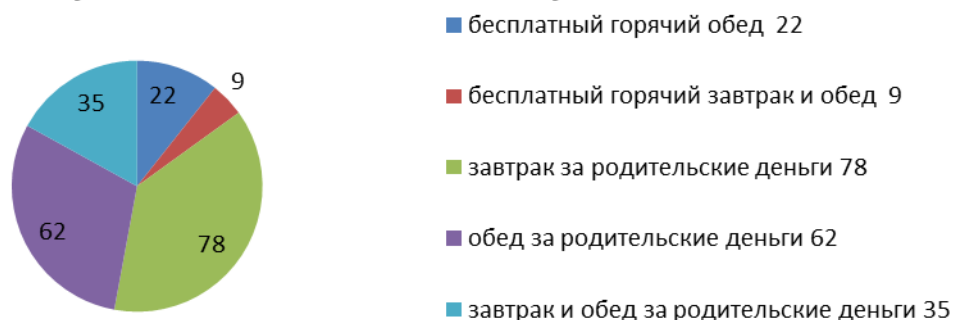 бесплатный горячий обед 22
бесплатный горячий завтрак и обед 9
завтрак за родительские деньги 78
обед за родительские деньги 62
завтрак и обед за родительские деньги 35
35
22
9
62
78